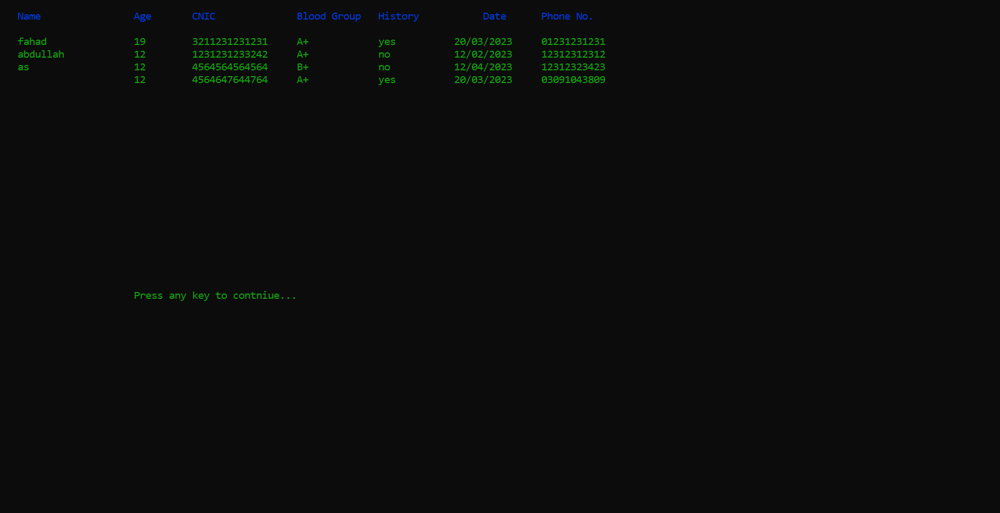 Name Age CNIC Blood Group History Date Phone No.
fahad 19 3211231231231 A+ yes 20/03/2023 01231231231
abdullah 12 1231231233242 A+ no 12/02/2023 12312312312
as 12 4564564564564 B+ no 12/04/2023 12312323423
12 4564647644764 A+ yes 20/03/2023 03091043809
Press any key to contniue...